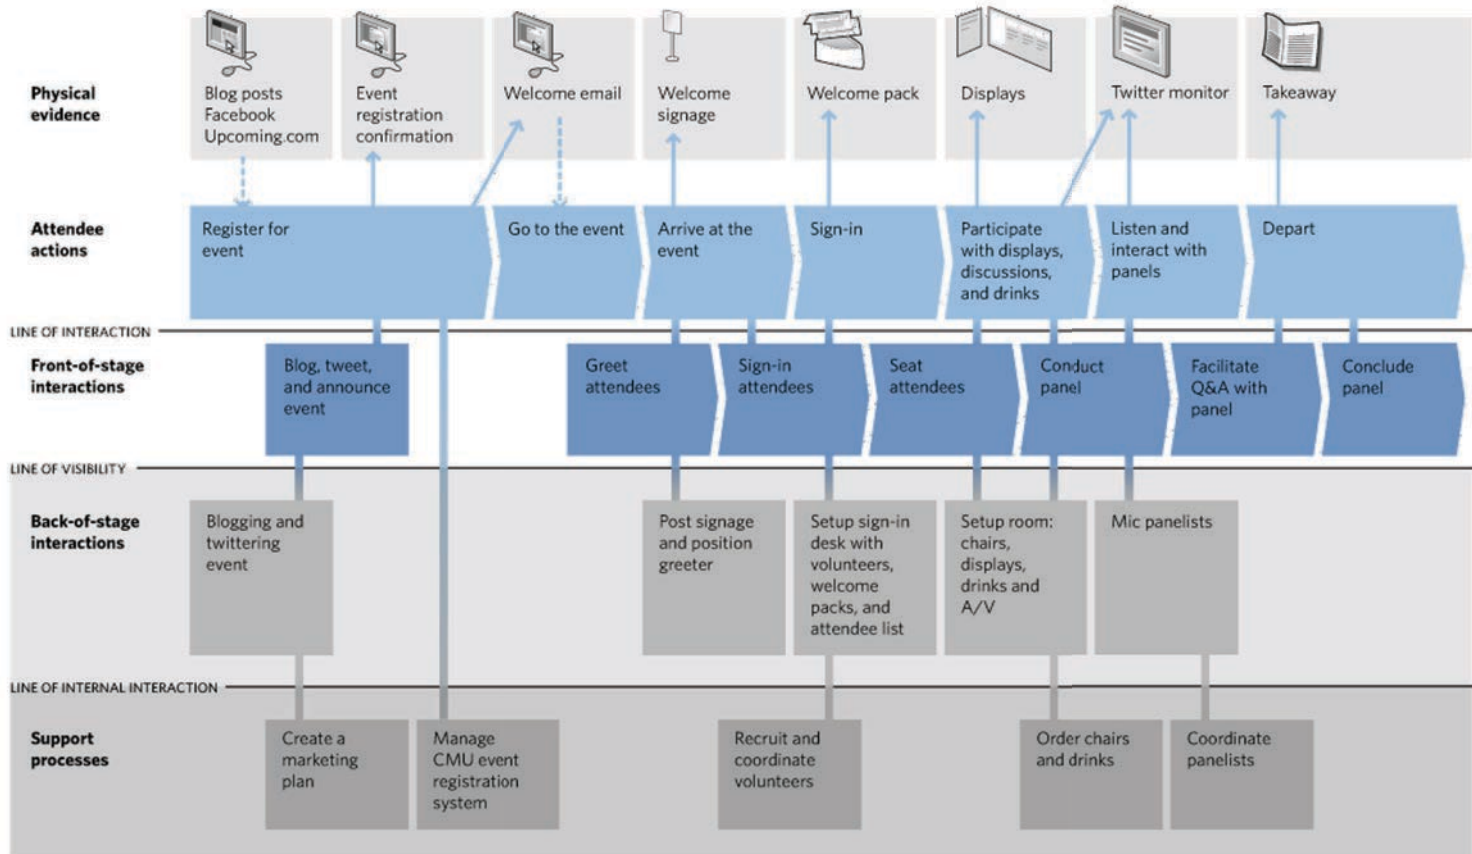 Physical
evidence
Blog posts
Facebook
Upcoming.com
Event
registration
confirmation
Welcome email
Welcome
signage
Welcome pack
Displays
Twitter monitor
Takeaway
Attendee
actions
Register for
event
Go to the event
Arrive at the
event
Sign-in
Participate
with displays,
discussions,
and drinks
Listen and
interact with
panels
Depart
LINE OF INTERACTION
Front-of-stage
interactions
Blog, tweet,
and announce
event
Greet
attendees
Sign-in
attendees
Seat
attendees
Conduct
panel
Facilitate
Q&A with
panel
Conclude
panel
LINE OF VISIBILITY
Back-of-stage
interactions
Blogging and
twittering
event
Post signage
and position
greeter
Setup sign-in
desk with
volunteers,
welcome
packs, and
attendee list
Setup room:
chairs,
displays,
drinks and
A/V
Mic panelists
LINE OF INTERNAL INTERACTION
Support
processes
Create a
marketing
plan
Manage
CMU event
registration
system
Recruit and
coordinate
volunteers
Order chairs
and drinks
Coordinate
panelists